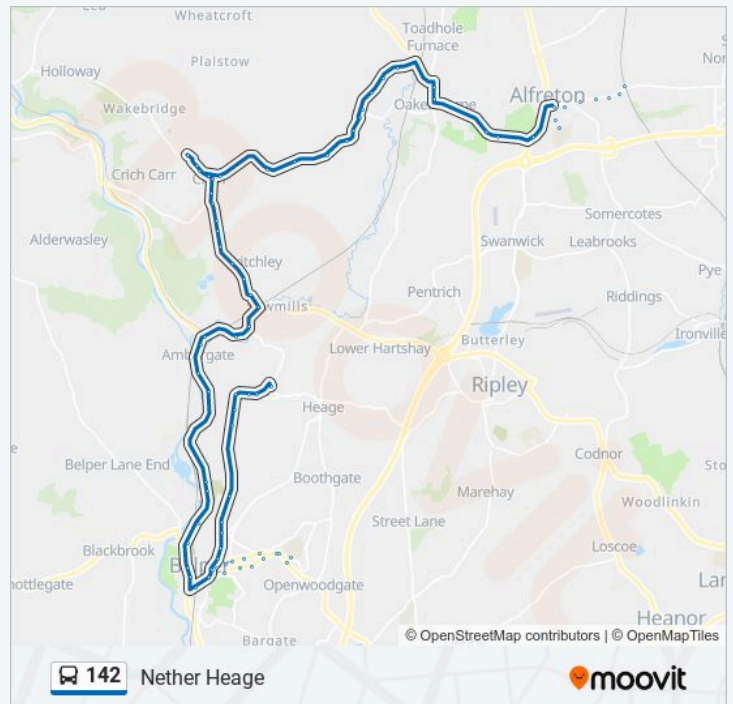 Wheatcroft
Toadhole
Furnace
Plaistow
Holloway
Wakebridge
Alfreton
Crich Carr
Somercotes
Alderwasley
Swanwick
Leabrooks
Pye
Pentrich
Riddings
Ironville
Butterley
Lower Hartshay
Ripley
Heage
Codnor
Belper Lane End
Boothgate
Marehay
Woodlinkin
Street Lane
Blackbrook
Loscoe
Openwoodgate
Heanor
Bargate
© OpenStreetMap contributors | © OpenMapTiles
142 Nether Heage
moovit